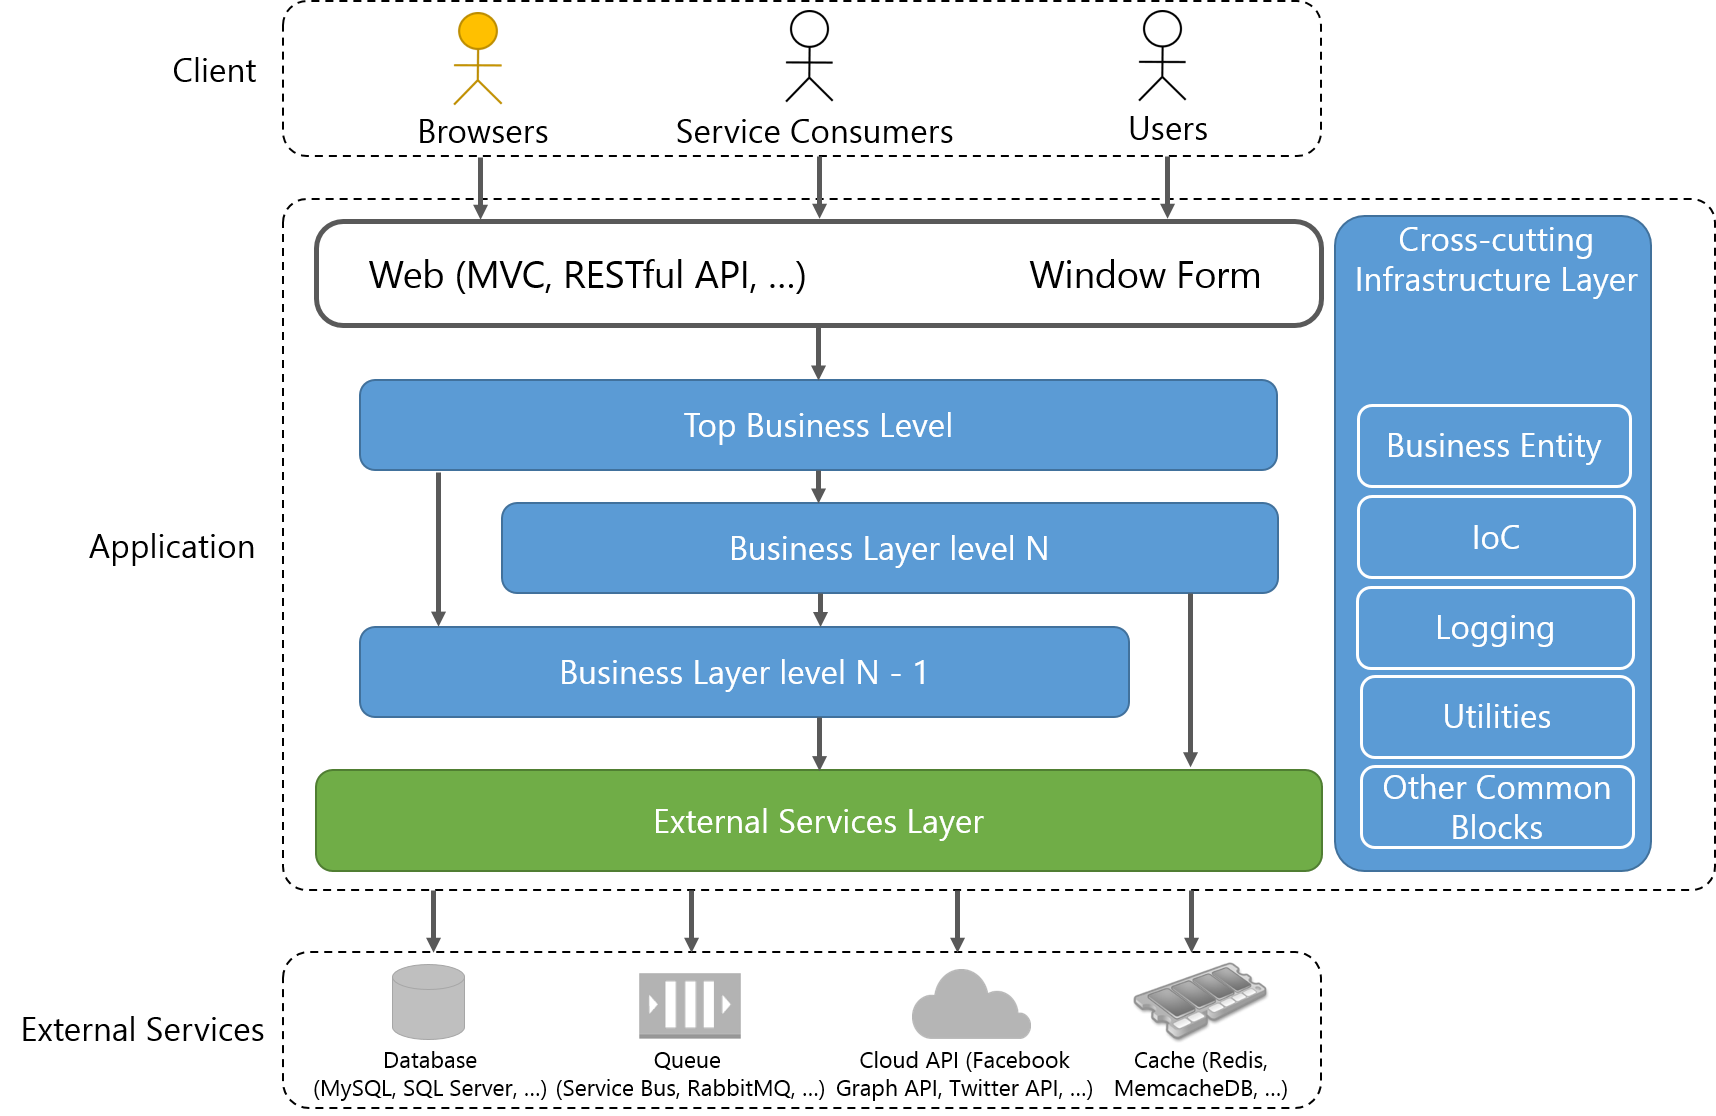 Client
Browsers
Service Consumers
Users
Application
Web (MVC, RESTful API, ...)
Window Form
Top Business Level
Business Layer level N
Business Layer level N - 1
External Services Layer
Cross-cutting
Infrastructure Layer
Business Entity
IoC
Logging
Utilities
Other Common
Blocks
External Services
Database
(MySQL, SQL Server, ...)
Queue
(Service Bus, RabbitMQ, ...)
Cloud API (Facebook
Graph API, Twitter API, ...)
Cache (Redis,
MemcacheDB, ...)